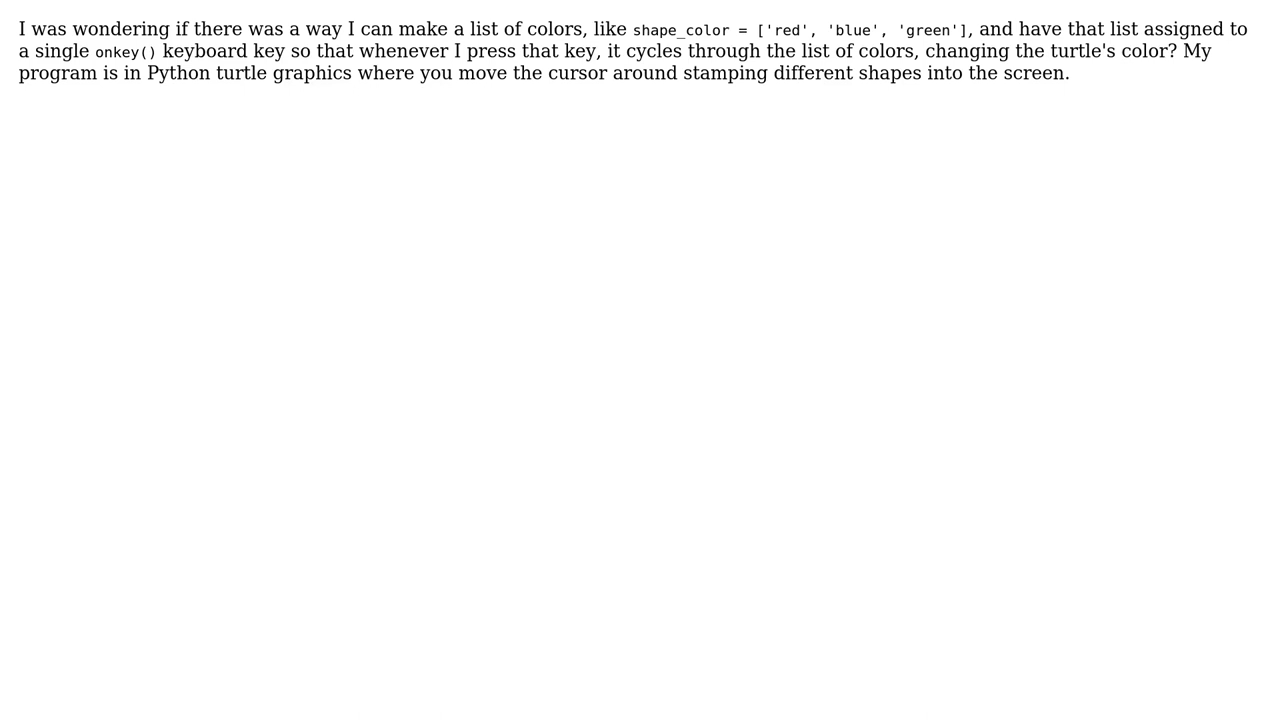 I was wondering if there was a way I can make a list of colors, like shape_color = ['red', 'blue', 'green'], and have that list assigned to
a single onkey() keyboard key so that whenever I press that key, it cycles through the list of colors, changing the turtle's color? My
program is in Python turtle graphics where you move the cursor around stamping different shapes into the screen.